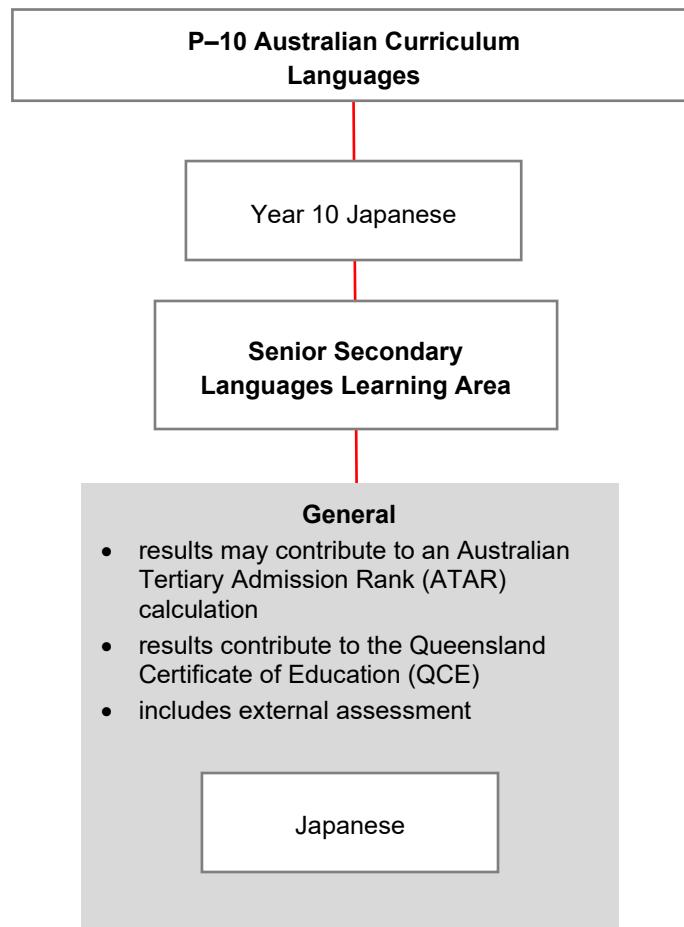 P–10 Australian Curriculum
Languages
Year 10 Japanese
Senior Secondary
Languages Learning Area
General
• results may contribute to an Australian
Tertiary Admission Rank (ATAR)
calculation
• results contribute to the Queensland
Certificate of Education (QCE)
• includes external assessment
Japanese